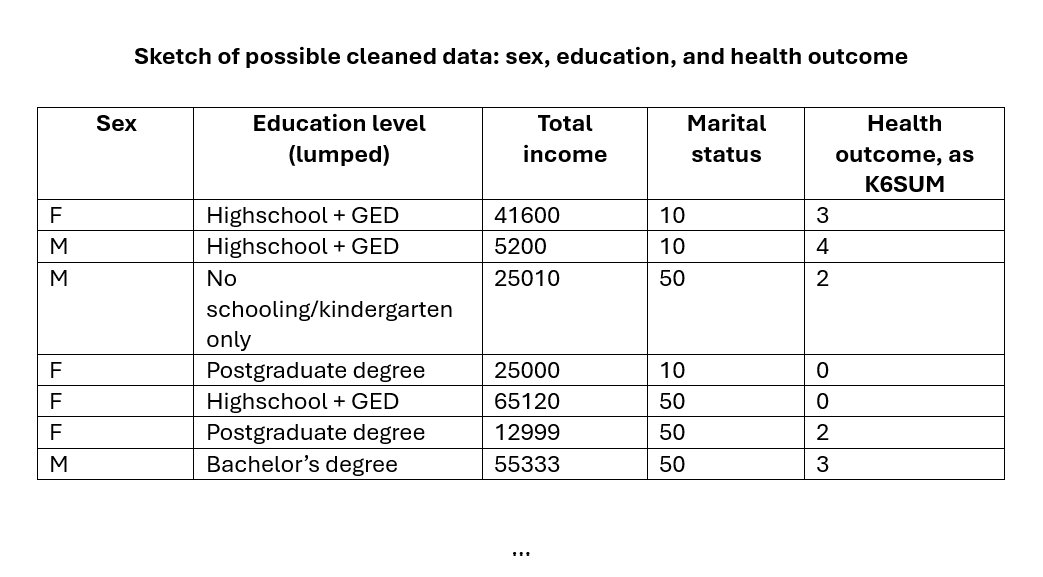 Sketch of possible cleaned data: sex, education, and health outcome
Sex Education level Total Marital Health
(lumped) income status outcome, as
K6SUM
F Highschool + GED 41600 10 3
M Highschool + GED 5200 10 4
M No 25010 50 2
schooling/kindergarten
only
F Postgraduate degree 25000 10 0
F Highschool + GED 65120 50 0
F Postgraduate degree 12999 50 2
M Bachelor’s degree 55333 50 3
...